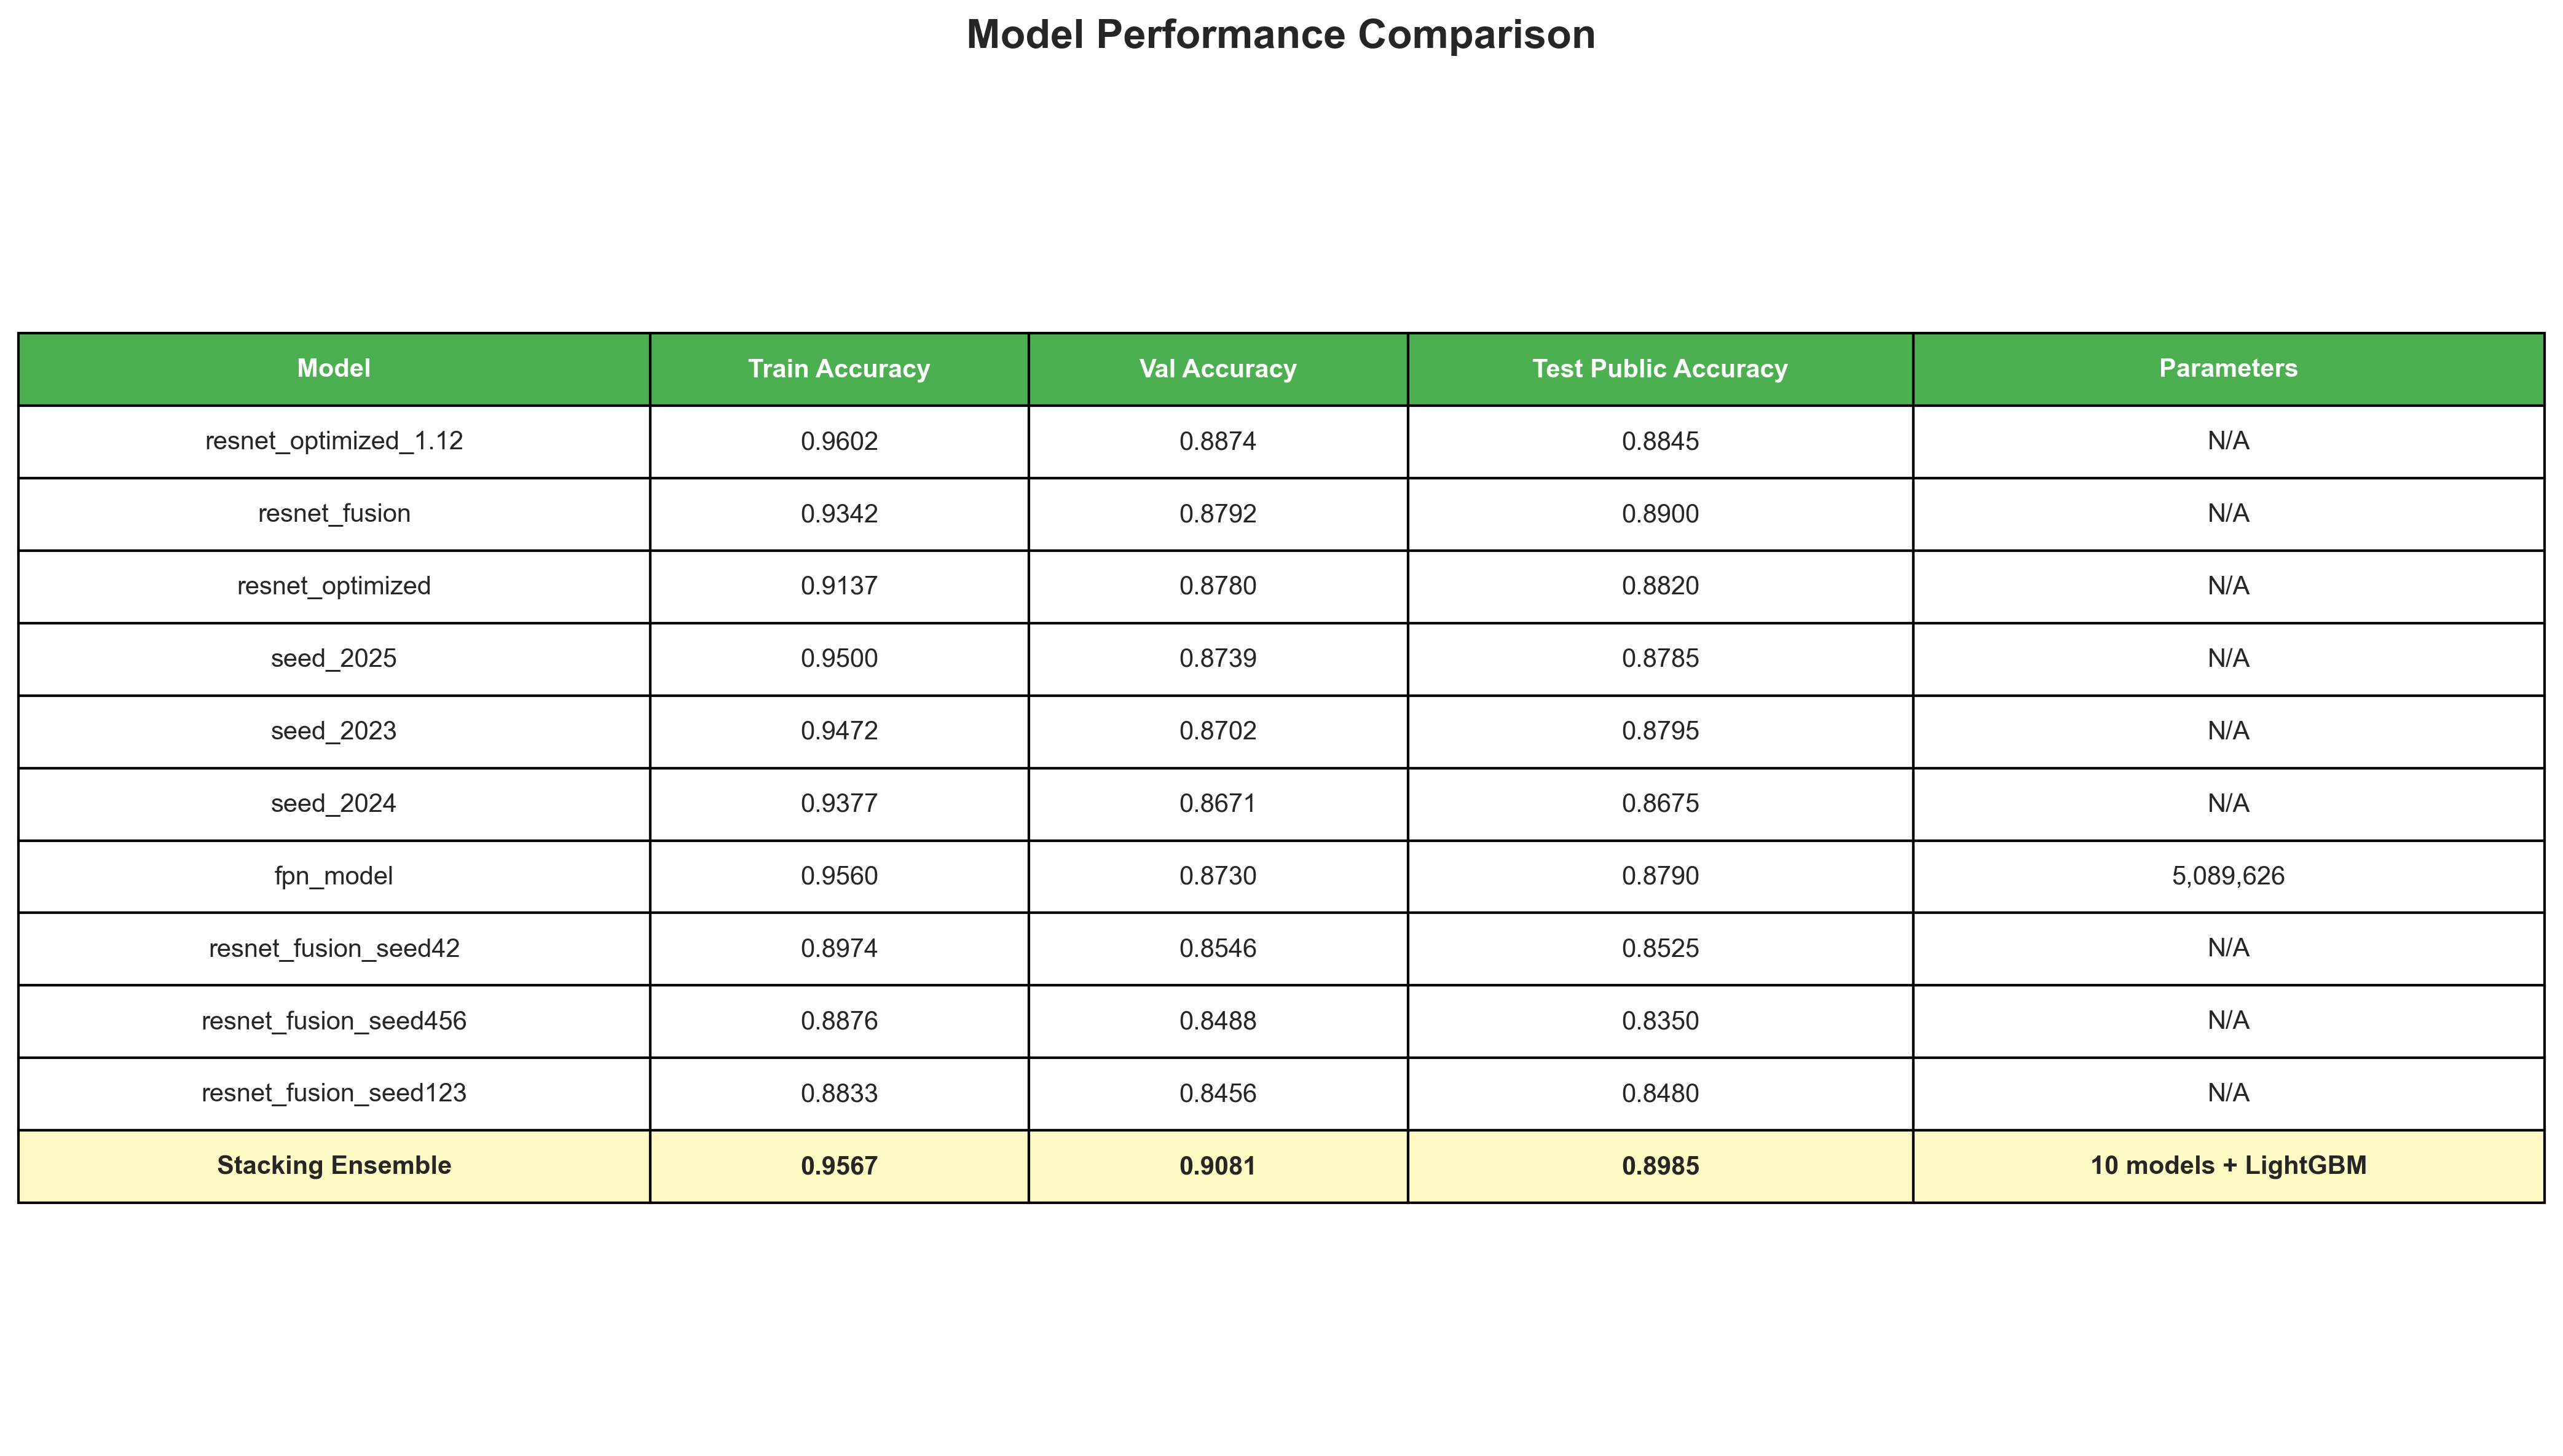 Model Performance Comparison
Model Train Accuracy Val Accuracy Test Public Accuracy Parameters
resnet_optimized_1.12 0.9602 0.8874 0.8845 N/A
resnet_fusion 0.9342 0.8792 0.8900 N/A
resnet_optimized 0.9137 0.8780 0.8820 N/A
seed_2025 0.9500 0.8739 0.8785 N/A
seed_2023 0.9472 0.8702 0.8795 N/A
seed_2024 0.9377 0.8671 0.8675 N/A
fpn_model 0.9560 0.8730 0.8790 5,089,626
resnet_fusion_seed42 0.8974 0.8546 0.8525 N/A
resnet_fusion_seed456 0.8876 0.8488 0.8350 N/A
resnet_fusion_seed123 0.8833 0.8456 0.8480 N/A
Stacking Ensemble 0.9567 0.9081 0.8985 10 models + LightGBM